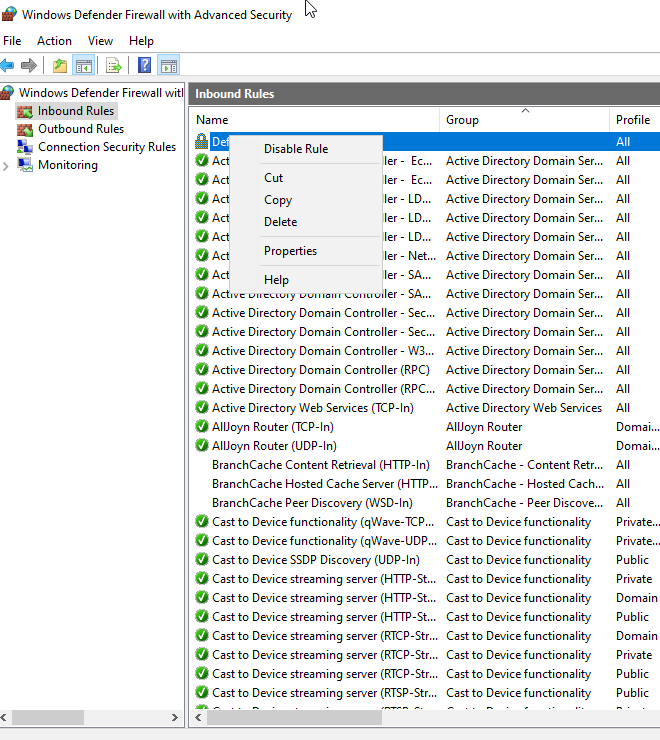 Windows Defender Firewall with Advanced Security
File Action View Help
Windows Defender Firewall wit
Inbound Rules
Outbound Rules
Connection Security Rules
Monitoring
Inbound Rules
Name Group Profile
Def All
Act ller - Ec... Active Directory Domain Ser... All
Act ller - Ec... Active Directory Domain Ser... All
Act ller - LD... Active Directory Domain Ser... All
Act ller - LD... Active Directory Domain Ser... All
Act ller - LD... Active Directory Domain Ser... All
Act ller - Net... Active Directory Domain Ser... All
Act ller - SA... Active Directory Domain Ser... All
Active Directory Domain Controller - SA... Active Directory Domain Ser... All
Active Directory Domain Controller - Sec... Active Directory Domain Ser... All
Active Directory Domain Controller - Sec... Active Directory Domain Ser... All
Active Directory Domain Controller - W3... Active Directory Domain Ser... All
Active Directory Domain Controller (RPC) Active Directory Domain Ser... All
Active Directory Domain Controller (RPC... Active Directory Domain Ser... All
Active Directory Web Services (TCP-In) Active Directory Web Services All
AllJoyn Router (TCP-In) AllJoyn Router Domai...
AllJoyn Router (UDP-In) AllJoyn Router Domai...
BranchCache Content Retrieval (HTTP-In) BranchCache - Content Retr... All
BranchCache Hosted Cache Server (HTTP... BranchCache - Hosted Cach... All
BranchCache Peer Discovery (WSD-In) BranchCache - Peer Discove... All
Cast to Device functionality (qWave-TCP... Cast to Device functionality Private...
Cast to Device functionality (qWave-UDP... Cast to Device functionality Private...
Cast to Device SSDP Discovery (UDP-In) Cast to Device functionality Public
Cast to Device streaming server (HTTP-St... Cast to Device functionality Private
Cast to Device streaming server (HTTP-St... Cast to Device functionality Domain
Cast to Device streaming server (HTTP-St... Cast to Device functionality Public
Cast to Device streaming server (RTCP-Str... Cast to Device functionality Domain
Cast to Device streaming server (RTCP-Str... Cast to Device functionality Private
Cast to Device streaming server (RTCP-Str... Cast to Device functionality Public
Cast to Device streaming server (RTSP-Str... Cast to Device functionality Public
Disable Rule
Cut
Copy
Delete
Properties
Help